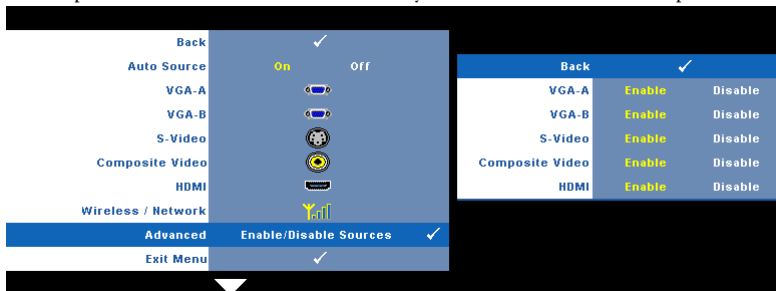 Back
Auto Source On Off
VGA-A
VGA-B
S-Video
Composite Video
HDMI
Wireless / Network
Advanced Enable/Disable Sources
Exit Menu
Back
VGA-A Enable Disable
VGA-B Enable Disable
S-Video Enable Disable
Composite Video Enable Disable
HDMI Enable Disable